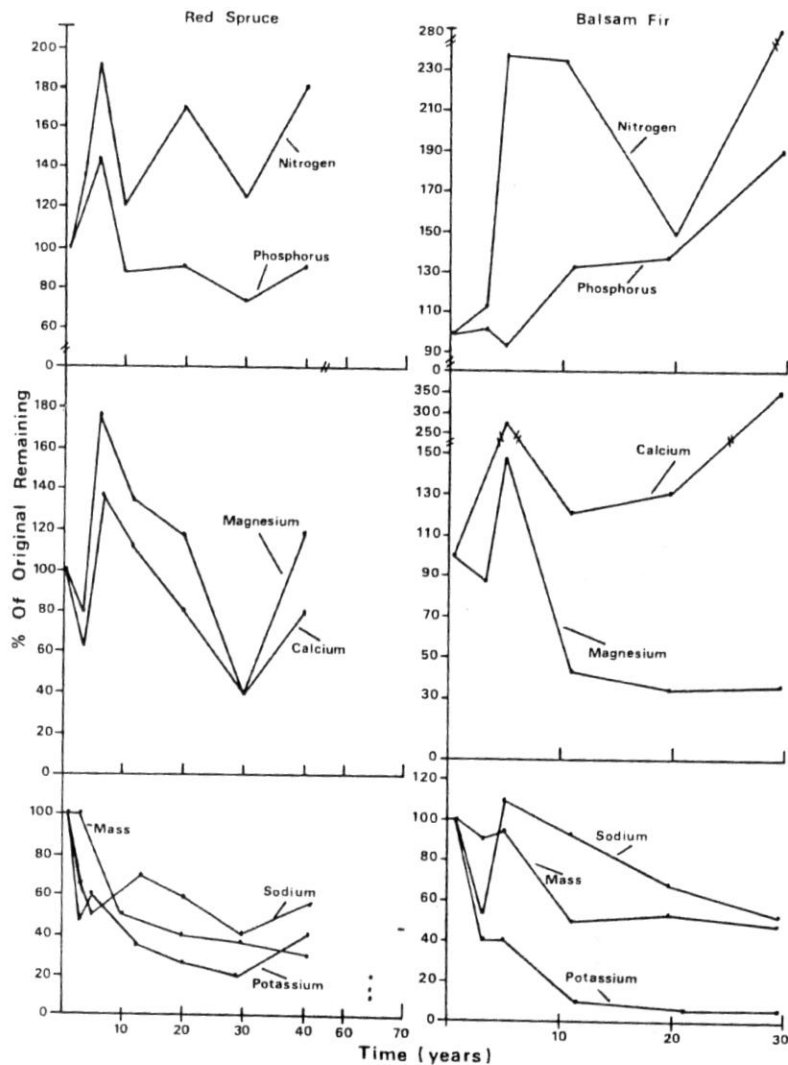 Red Spruce
Balsam Fir
200
180
160
140
120
100
80
60
0
Nitrogen
Phosphorus
280
230
210
190
170
150
130
110
90
0
Nitrogen
Phosphorus
% Of Original Remaining
180
160
140
120
100
80
60
40
20
0
Magnesium
Calcium
350
300
250
150
130
110
90
70
50
30
0
Calcium
Magnesium
100
80
60
40
20
0
Mass
Sodium
Potassium
10 20 30 40 60 70
120
100
80
60
40
20
0
Sodium
Mass
Potassium
10 20 30
Time (years)